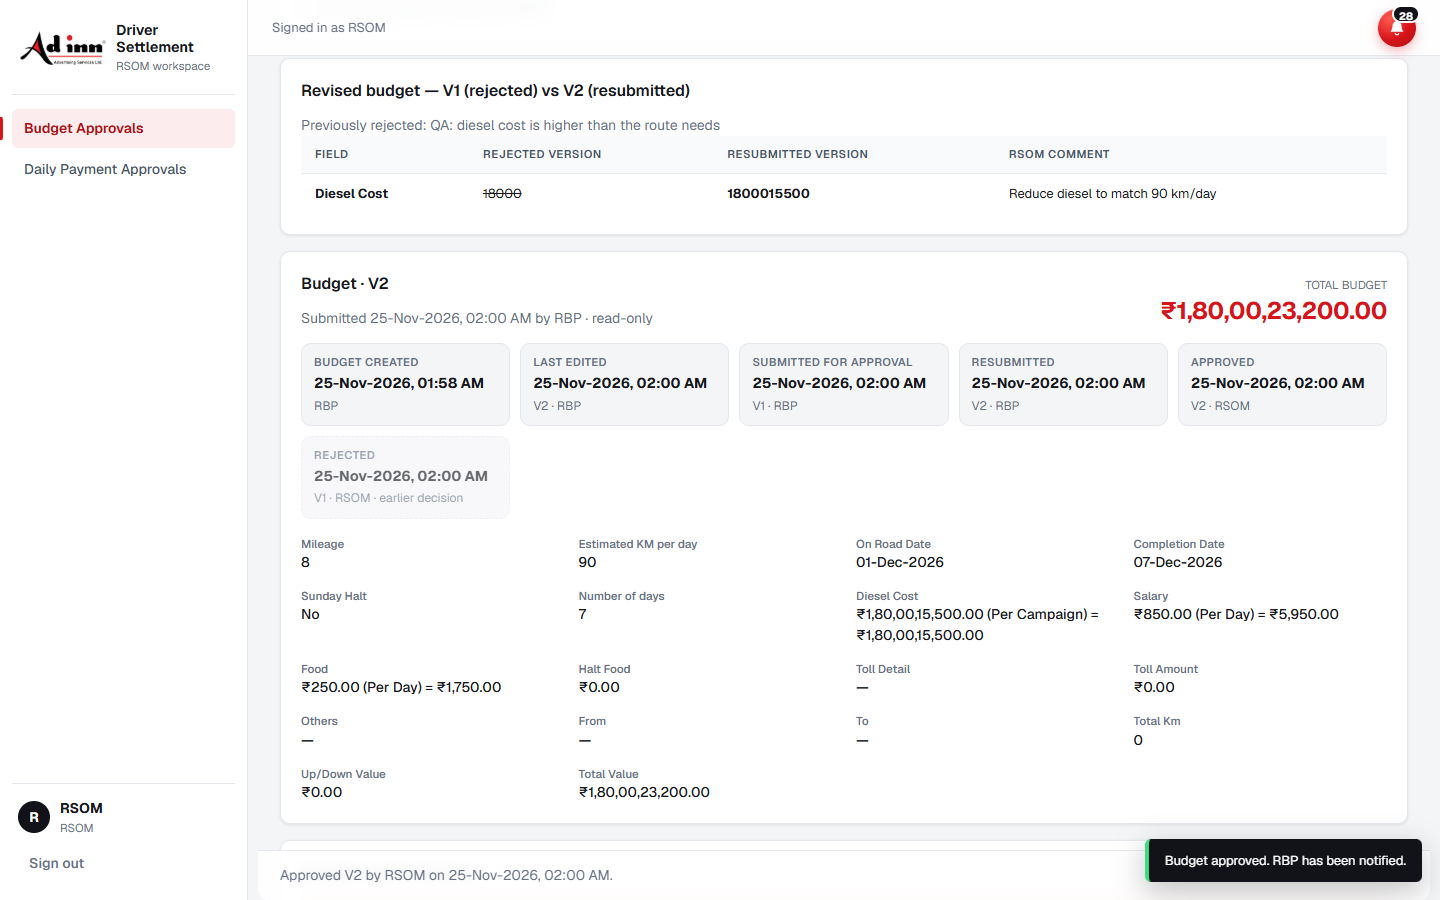 Ad inn
Advertising Services Ltd
Driver
Settlement
RSOM workspace
Budget Approvals
Daily Payment Approvals
RSOM
R
RSOM
Sign out
Signed in as RSOM
28
Revised budget — V1 (rejected) vs V2 (resubmitted)
Previously rejected: QA: diesel cost is higher than the route needs
FIELD REJECTED VERSION RESUBMITTED VERSION RSOM COMMENT
Diesel Cost 18000 1800015500 Reduce diesel to match 90 km/day
Budget · V2
TOTAL BUDGET
₹1,80,00,23,200.00
Submitted 25-Nov-2026, 02:00 AM by RBP · read-only
BUDGET CREATED LAST EDITED SUBMITTED FOR APPROVAL RESUBMITTED APPROVED
25-Nov-2026, 01:58 AM 25-Nov-2026, 02:00 AM 25-Nov-2026, 02:00 AM 25-Nov-2026, 02:00 AM 25-Nov-2026, 02:00 AM
RBP V2 · RBP V1 · RBP V2 · RBP V2 · RSOM
REJECTED
25-Nov-2026, 02:00 AM
V1 · RSOM · earlier decision
Mileage Estimated KM per day On Road Date Completion Date
8 90 01-Dec-2026 07-Dec-2026
Sunday Halt Number of days Diesel Cost Salary
No 7 ₹1,80,00,15,500.00 (Per Campaign) = ₹850.00 (Per Day) = ₹5,950.00
₹1,80,00,15,500.00
Food Halt Food Toll Detail Toll Amount
₹250.00 (Per Day) = ₹1,750.00 ₹0.00 — ₹0.00
Others From To Total Km
— — — 0
Up/Down Value Total Value
₹0.00 ₹1,80,00,23,200.00
Approved V2 by RSOM on 25-Nov-2026, 02:00 AM.
Budget approved. RBP has been notified.